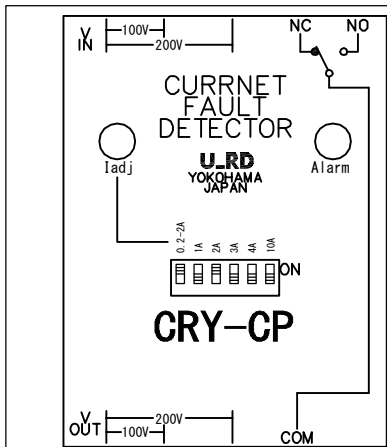 V
IN
100V
200V
NC NO
CURRNET
FAULT
DETECTOR
U_RD
YOKOHAMA
JAPAN
Iadj
Alarm
0.2-2A
1A
2A
3A
4A
10A
ON
CRY-CP
V
OUT
200V
100V
COM